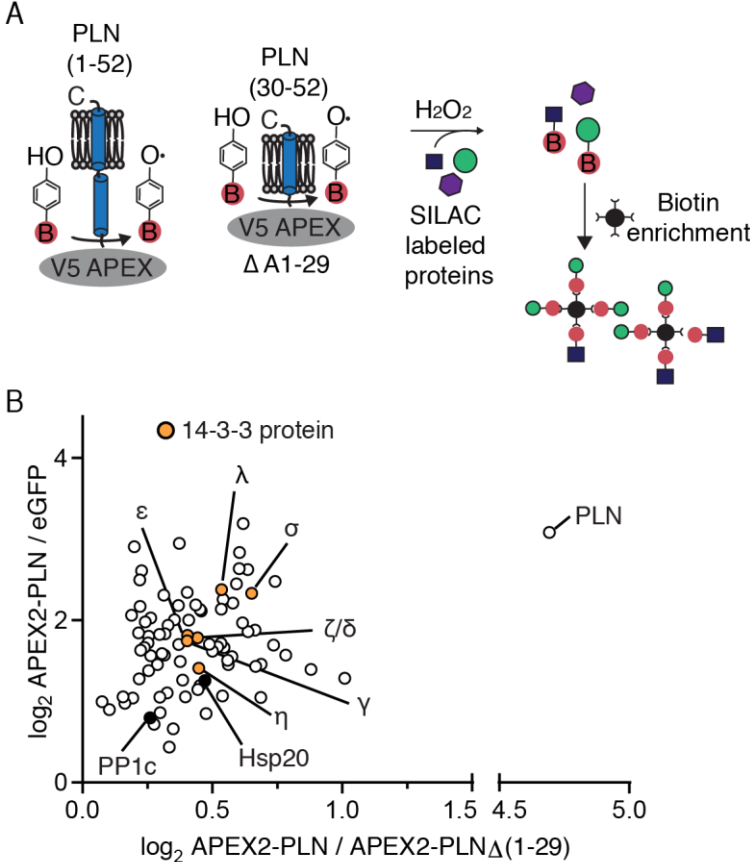 A
PLN
(1-52)
PLN
(30-52)
C
C
HO
O•
HO
O•
B
B
B
B
V5 APEX
V5 APEX
Δ A1-29
H2O2
SILAC
labeled
proteins
B
B
Biotin
enrichment
B
14-3-3 protein
λ
ε
σ
PLN
ζ/δ
γ
η
PP1c
Hsp20
4
2
0
0.0
0.5
1.0
1.5
4.5
5.0
log2 APEX2-PLN / eGFP
log2 APEX2-PLN / APEX2-PLNΔ(1-29)